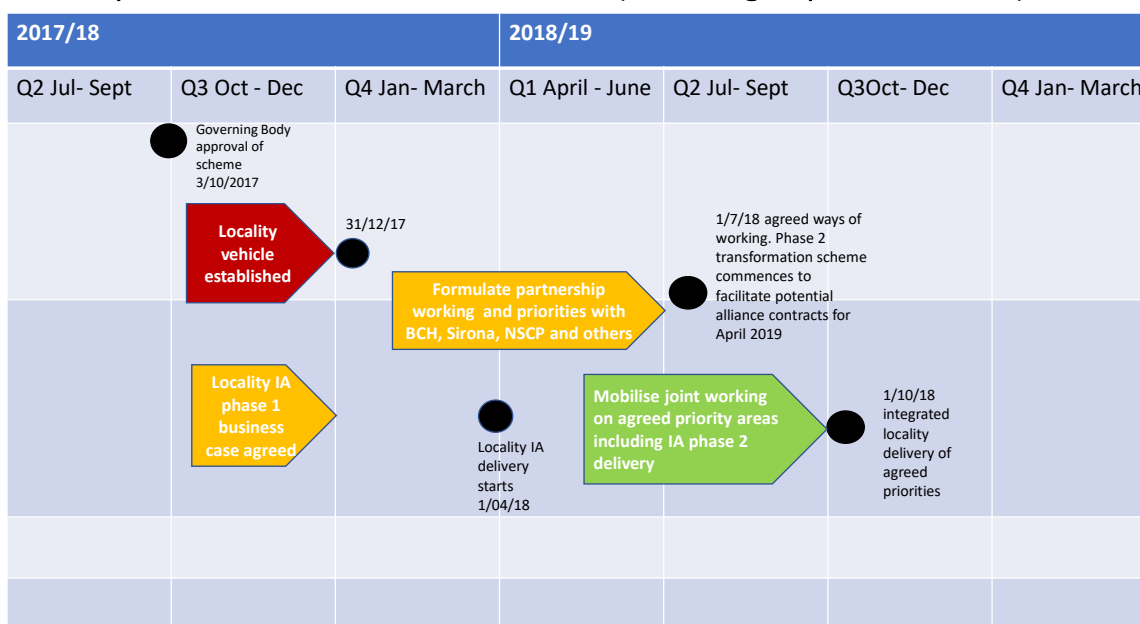 2017/18
2018/19
Q2 Jul- Sept
Q3 Oct - Dec
Q4 Jan- March
Q1 April - June
Q2 Jul- Sept
Q3Oct- Dec
Q4 Jan- March
Governing Body
approval of
scheme
3/10/2017
Locality
vehicle
established
31/12/17
Formulate partnership
working  and priorities with
BCH, Sirona, NSCP and others
1/7/18 agreed ways of
working. Phase 2
transformation scheme
commences to
facilitate potential
alliance contracts for
April 2019
Locality IA
phase 1
business
case agreed
Locality IA
delivery
starts
1/04/18
Mobilise joint working
on agreed priority areas
including IA phase 2
delivery
1/10/18
integrated
locality
delivery of
agreed
priorities